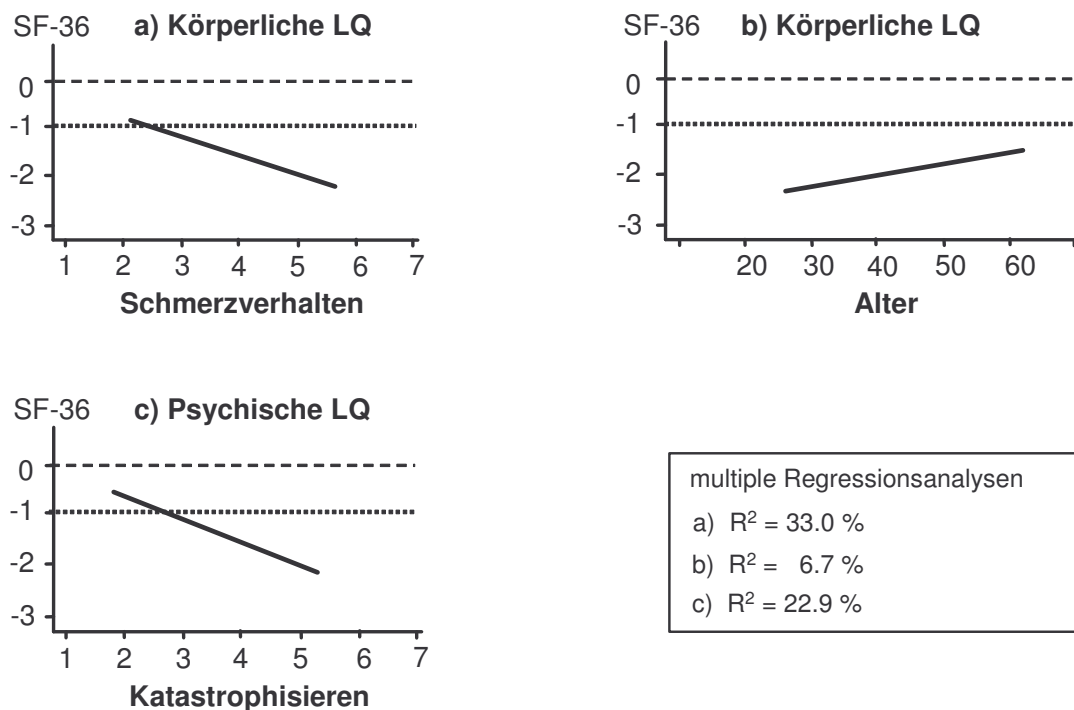 SF-36 a) Körperliche LQ
0
-1
-2
-3
1 2 3 4 5 6 7
Schmerzverhalten
SF-36 b) Körperliche LQ
0
-1
-2
-3
20 30 40 50 60
Alter
SF-36 c) Psychische LQ
0
-1
-2
-3
1 2 3 4 5 6 7
Katastrophisieren
multiple Regressionsanalysen
a) R² = 33.0 %
b) R² = 6.7 %
c) R² = 22.9 %